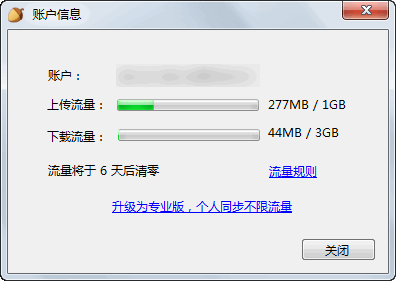 账户信息
账户：
上传流量： 277MB / 1GB
下载流量： 44MB / 3GB
流量将于 6 天后清零 流量规则
升级为专业版，个人同步不限流量
关闭